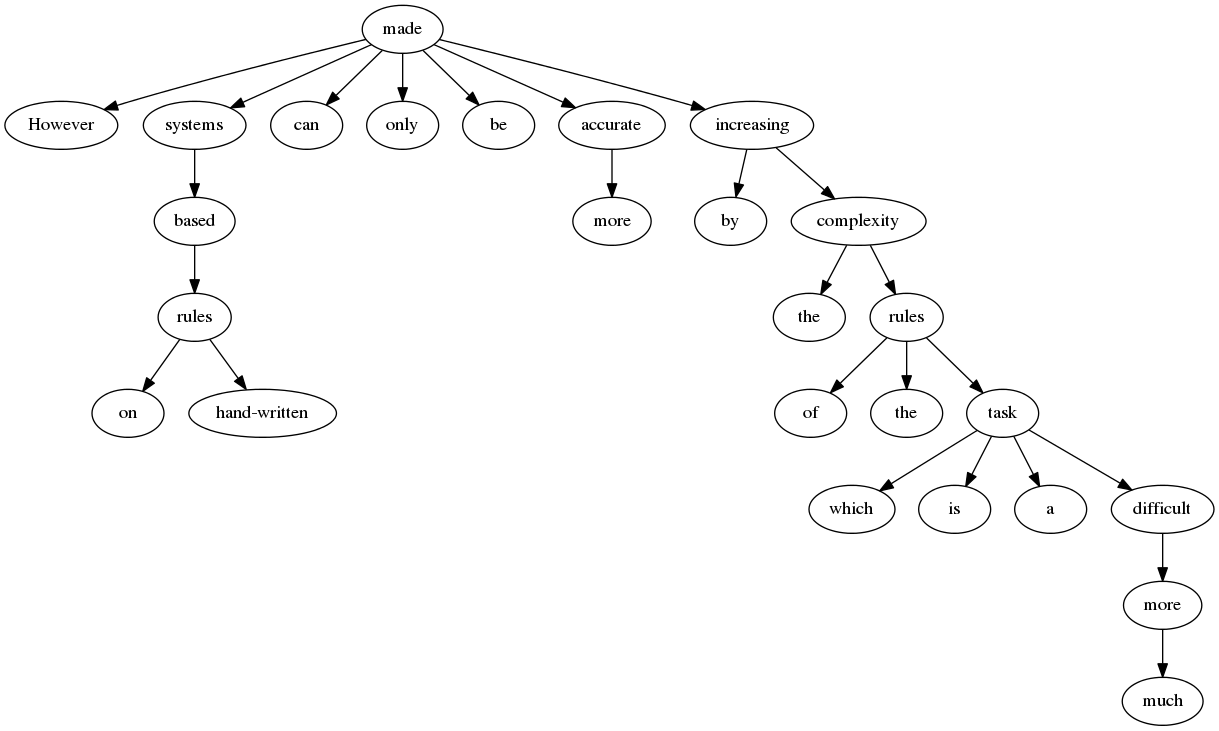 made
However systems can only be accurate increasing
based more by complexity
rules the rules
on hand-written of the task
which is a difficult
more
much